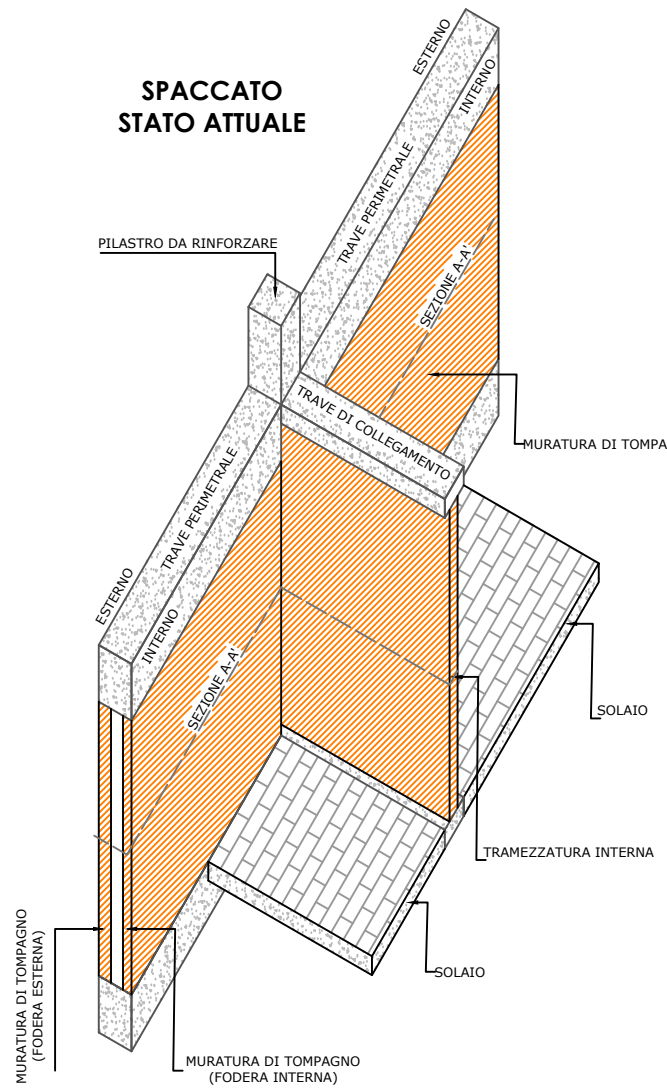 SPACCATO
STATO ATTUALE
ESTERNO
INTERNO
TRAVE PERIMETRALE
PILASTRO DA RINFORZARE
SEZIONE A-A'
TRAVE DI COLLEGAMENTO
MURATURA DI TOMPA
TRAVE PERIMETRALE
ESTERNO
INTERNO
SEZIONE A-A'
SOLAIO
TRAMEZZATURA INTERNA
SOLAIO
MURATURA DI TOMPAGNO
(FODERA ESTERNA)
MURATURA DI TOMPAGNO
(FODERA INTERNA)